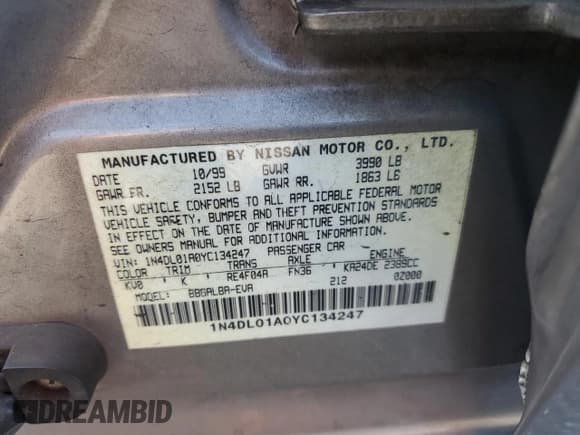 MANUFACTURED BY NISSAN MOTOR CO., LTD.
DATE 10/99 GVWR 3990 LB
GAWR FR. 2152 LB GAWR RR. 1863 LB
THIS VEHICLE CONFORMS TO ALL APPLICABLE FEDERAL MOTOR
VEHICLE SAFETY, BUMPER AND THEFT PREVENTION STANDARDS
IN EFFECT ON THE DATE OF MANUFACTURE SHOWN ABOVE.
SEE OWNERS MANUAL FOR ADDITIONAL INFORMATION
VIN: 1N4DL01A0YC134247 PASSENGER CAR
COLOR TRIM TRANS AXLE ENGINE
KV0 K RE4F04A FN36 KA24DE 2389CC
MODEL: BBGALBA-EVA 212 0Z000
1N4DL01A0YC134247
DREAMBID